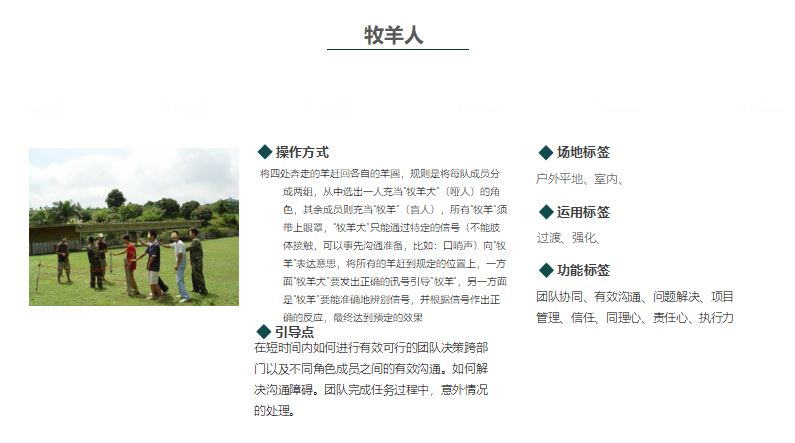 牧羊人
操作方式
将四处奔走的羊赶回各自的羊圈，规则是将每队成员分
成两组，从中选出一人充当“牧羊犬”（哑人）的角
色，其余成员则充当“牧羊”（盲人），所有“牧羊”须
带上眼罩，“牧羊犬”只能通过特定的信号（不能肢
体接触，可以事先沟通准备，比如：口哨声）向“牧
羊”表达意思，将所有的羊赶到规定的位置上，一方
面“牧羊犬”要发出正确的讯号引导“牧羊”，另一方面
是“牧羊”要能准确地辨别信号，并根据信号作出正
确的反应，最终达到预定的效果
引导点
在短时间内如何进行有效可行的团队决策跨部
门以及不同角色成员之间的有效沟通。如何解
决沟通障碍。团队完成任务过程中，意外情况
的处理。
场地标签
户外平地、室内、
运用标签
过渡、强化、
功能标签
团队协同、有效沟通、问题解决、项目
管理、信任、同理心、责任心、执行力